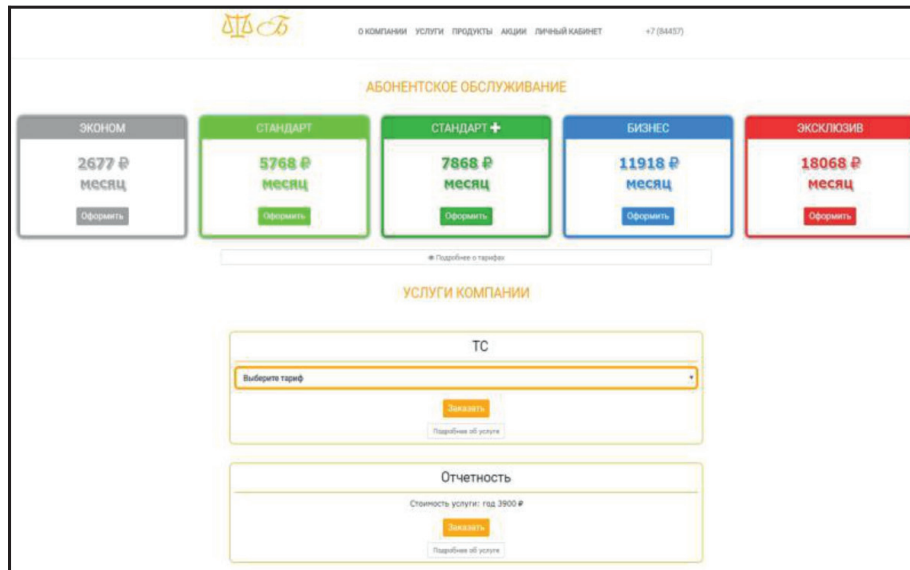 Б
О КОМПАНИИ УСЛУГИ ПРОДУКТЫ АКЦИИ ЛИЧНЫЙ КАБИНЕТ +7 (84457)
АБОНЕНТСКОЕ ОБСЛУЖИВАНИЕ
ЭКОНОМ СТАНДАРТ СТАНДАРТ + БИЗНЕС ЭКСКЛЮЗИВ
2677 ₽ 5768 ₽ 7868 ₽ 11918 ₽ 18068 ₽
месяц месяц месяц месяц месяц
Оформить Оформить Оформить Оформить Оформить
Подробнее о тарифах
УСЛУГИ КОМПАНИИ
ТС
Выберите тариф
Заказать
Подробнее об услуге
Отчетность
Стоимость услуги: год 3900 ₽
Заказать
Подробнее об услуге